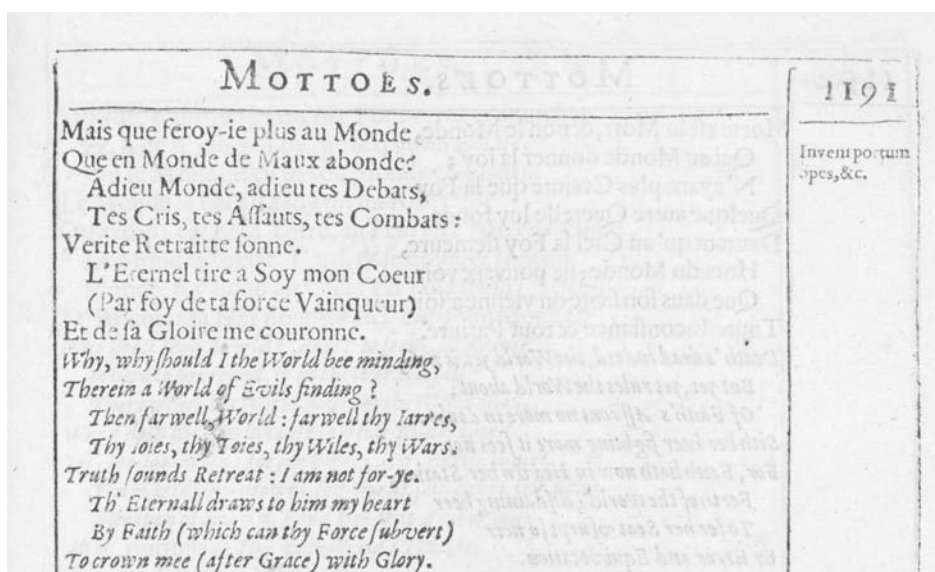 MOTTOES.
1191
Mais que feroy-ie plus au Monde,
Que en Monde de Maux abonde?
Adieu Monde, adieu tes Debats,
Tes Cris, tes Aſſauts, tes Combats:
Verite Retraitte ſonne.
L'Eternel tire a Soy mon Coeur
(Par foy de ta force Vainqueur)
Et de ſa Gloire me couronne.
Why, why ſhould I the World bee minding,
Therein a World of Evils finding?
Then farwell, World: farwell thy Iarres,
Thy Ioies, thy Toies, thy Wiles, thy Wars.
Truth ſounds Retreat: I am not for-ye.
Th' Eternall draws to him my heart
By Faith (which can thy Force ſubvert)
To crown mee (after Grace) with Glory.
Inveni portum
ſpes, &c.